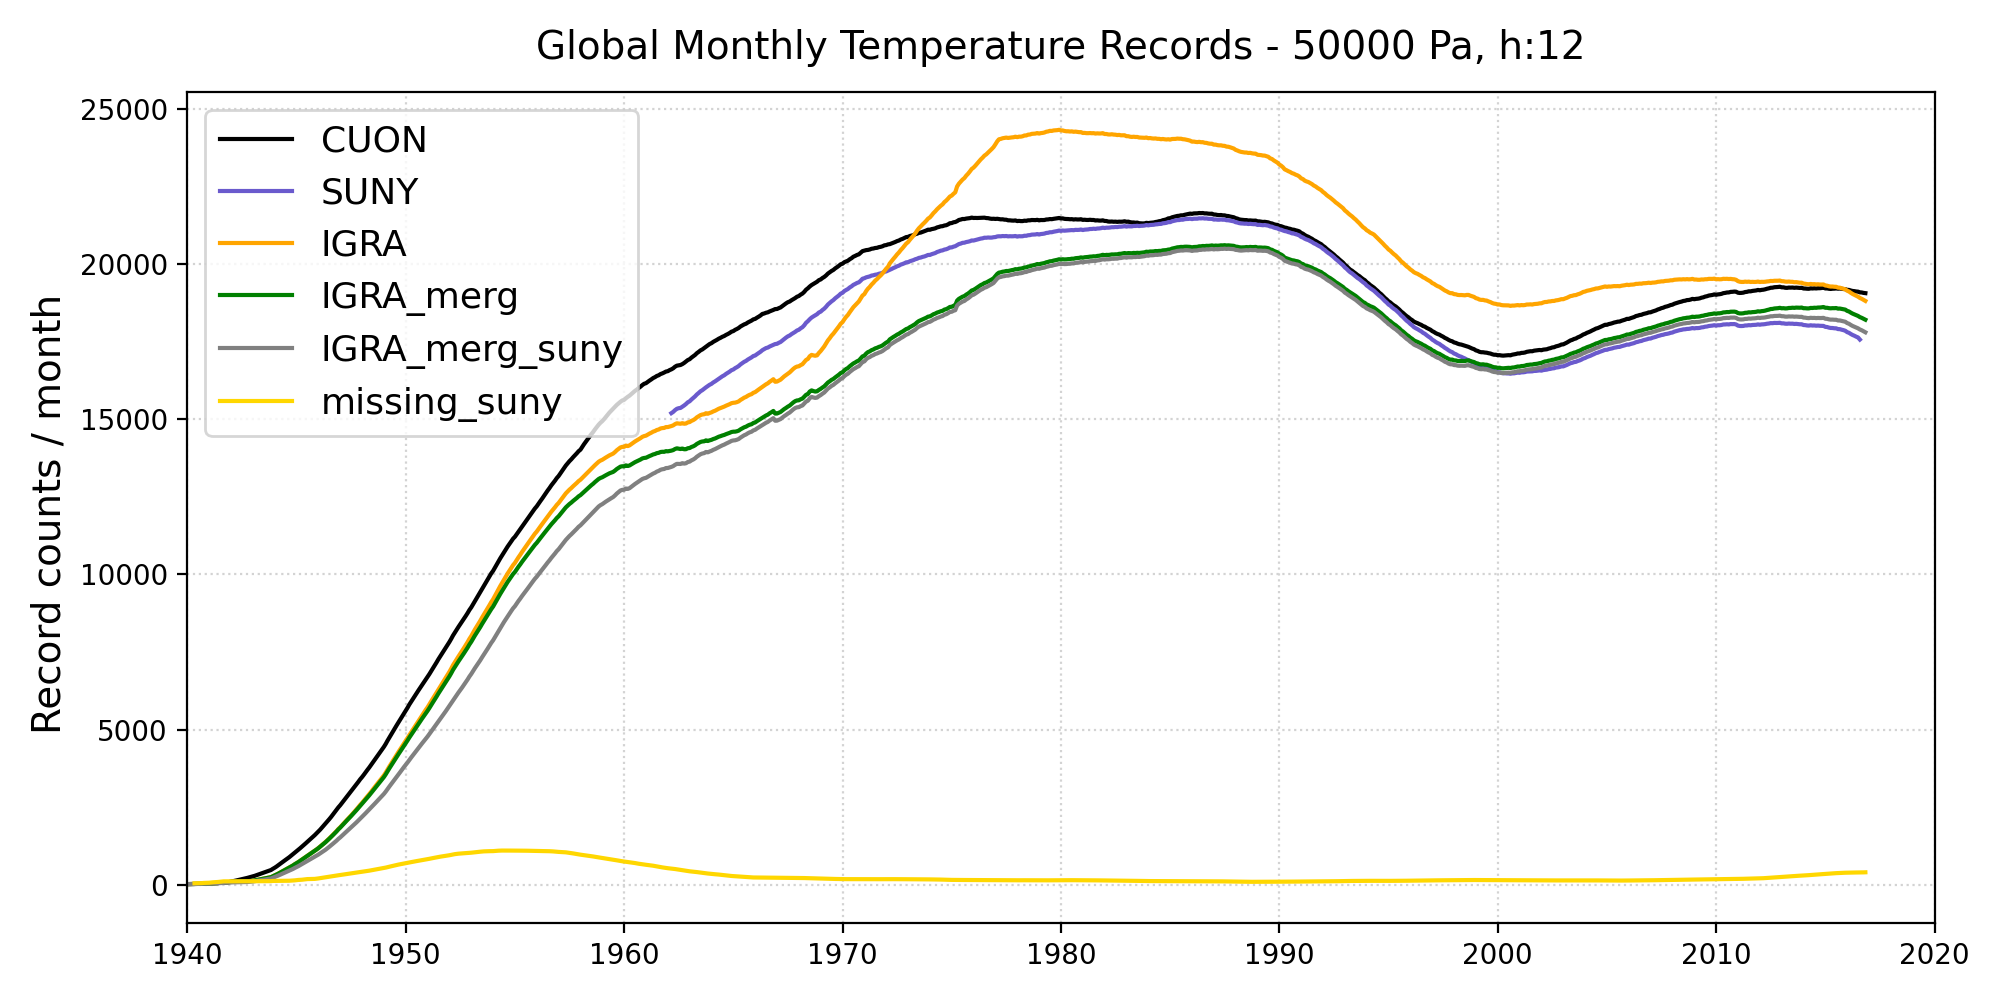 Global Monthly Temperature Records - 50000 Pa, h:12
Record counts / month
25000
20000
15000
10000
5000
0
CUON
SUNY
IGRA
IGRA_merg
IGRA_merg_suny
missing_suny
1940 1950 1960 1970 1980 1990 2000 2010 2020